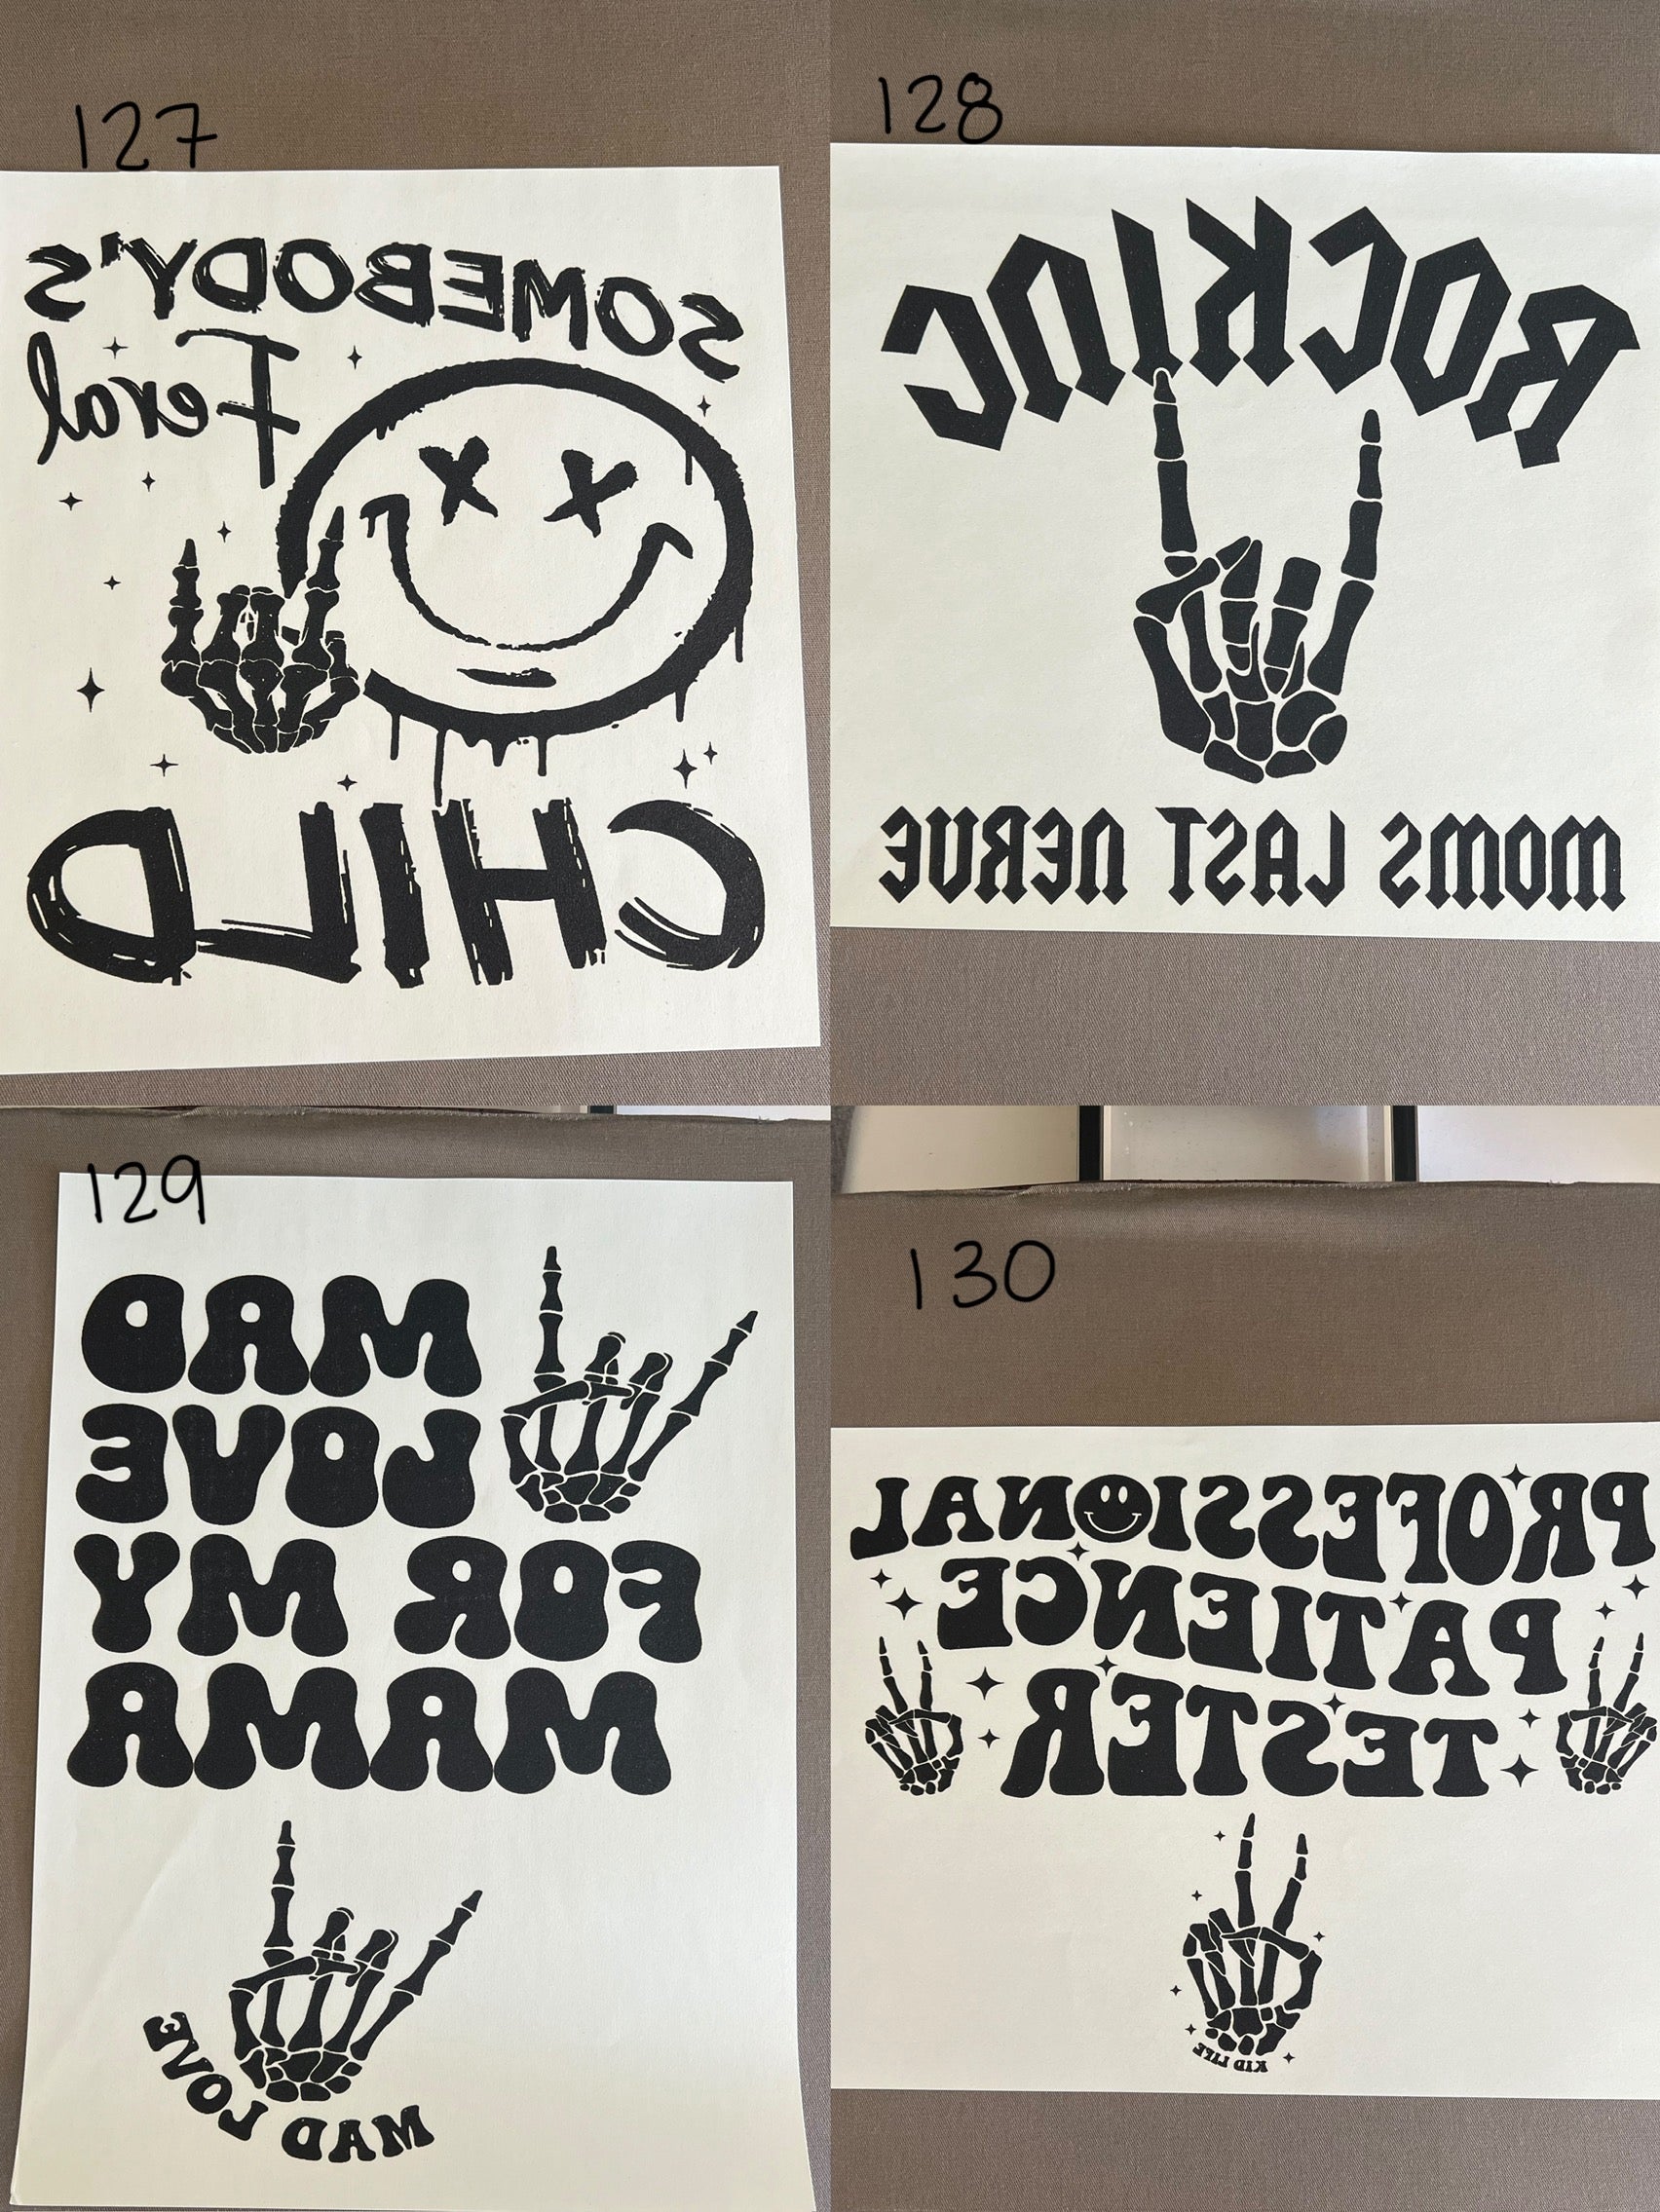 127
SOMEBODY'S
Feral
CHILD
128
ROCKING
MOMS LAST NERVE
129
MAD
LOVE
FOR MY
MAMA
MAD LOVE
130
PROFESSIONAL
PATIENCE
TESTER
KID LIFE